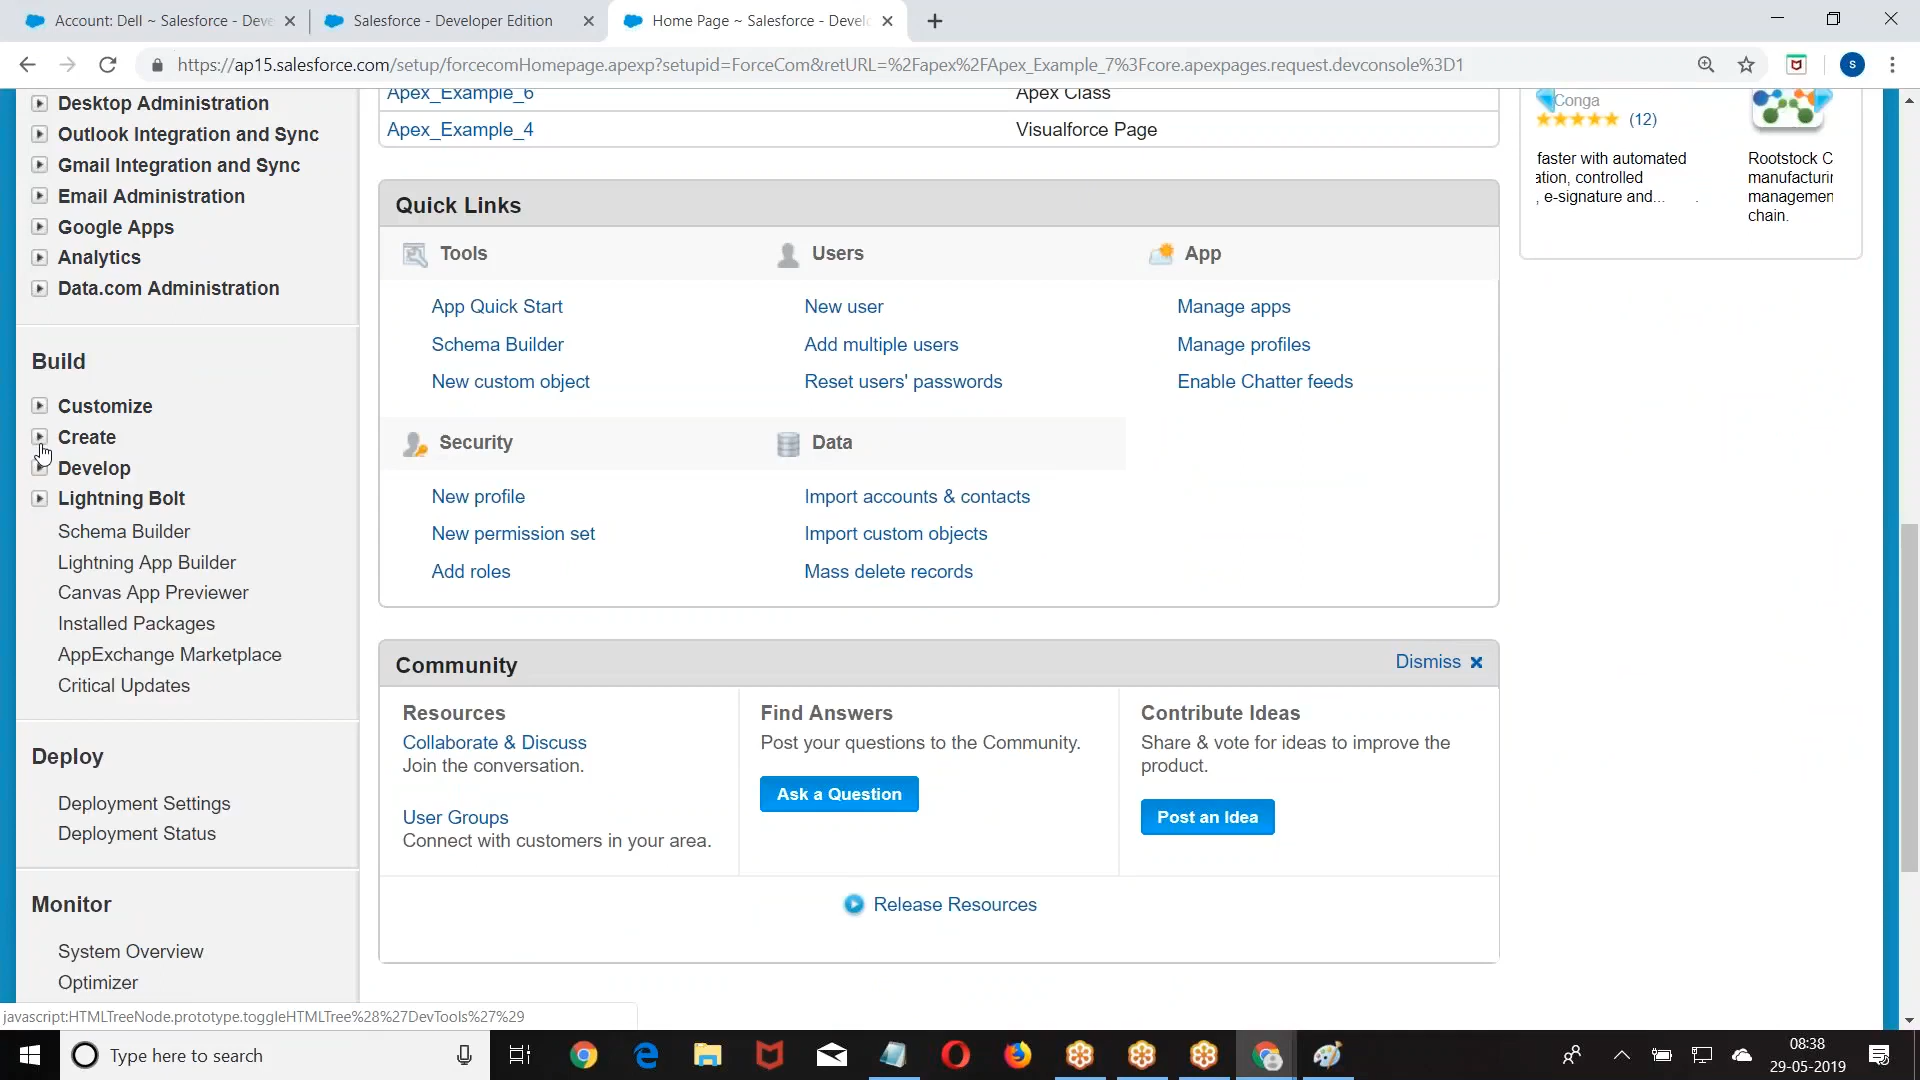 Account: Dell ~ Salesforce - Deve
Salesforce - Developer Edition
Home Page ~ Salesforce - Devel
https://ap15.salesforce.com/setup/forcecomHomepage.apexp?setupid=ForceCom&retURL=%2Fapex%2FApex_Example_7%3Fcore.apexpages.request.devconsole%3D1
S
Desktop Administration
Outlook Integration and Sync
Gmail Integration and Sync
Email Administration
Google Apps
Analytics
Data.com Administration
Build
Customize
Create
Develop
Lightning Bolt
Schema Builder
Lightning App Builder
Canvas App Previewer
Installed Packages
AppExchange Marketplace
Critical Updates
Deploy
Deployment Settings
Deployment Status
Monitor
System Overview
Optimizer
Apex_Example_6 Apex Class
Apex_Example_4 Visualforce Page
Quick Links
Tools
App Quick Start
Schema Builder
New custom object
Users
New user
Add multiple users
Reset users' passwords
App
Manage apps
Manage profiles
Enable Chatter feeds
Security
New profile
New permission set
Add roles
Data
Import accounts & contacts
Import custom objects
Mass delete records
Community
Dismiss
Resources
Collaborate & Discuss
Join the conversation.
User Groups
Connect with customers in your area.
Find Answers
Post your questions to the Community.
Ask a Question
Contribute Ideas
Share & vote for ideas to improve the
product.
Post an Idea
Release Resources
Conga
(12)
faster with automated
ation, controlled
, e-signature and...
Rootstock C
manufacturin
managemen
chain.
javascript:HTMLTreeNode.prototype.toggleHTMLTree%28%27DevTools%27%29
Type here to search
08:38
29-05-2019